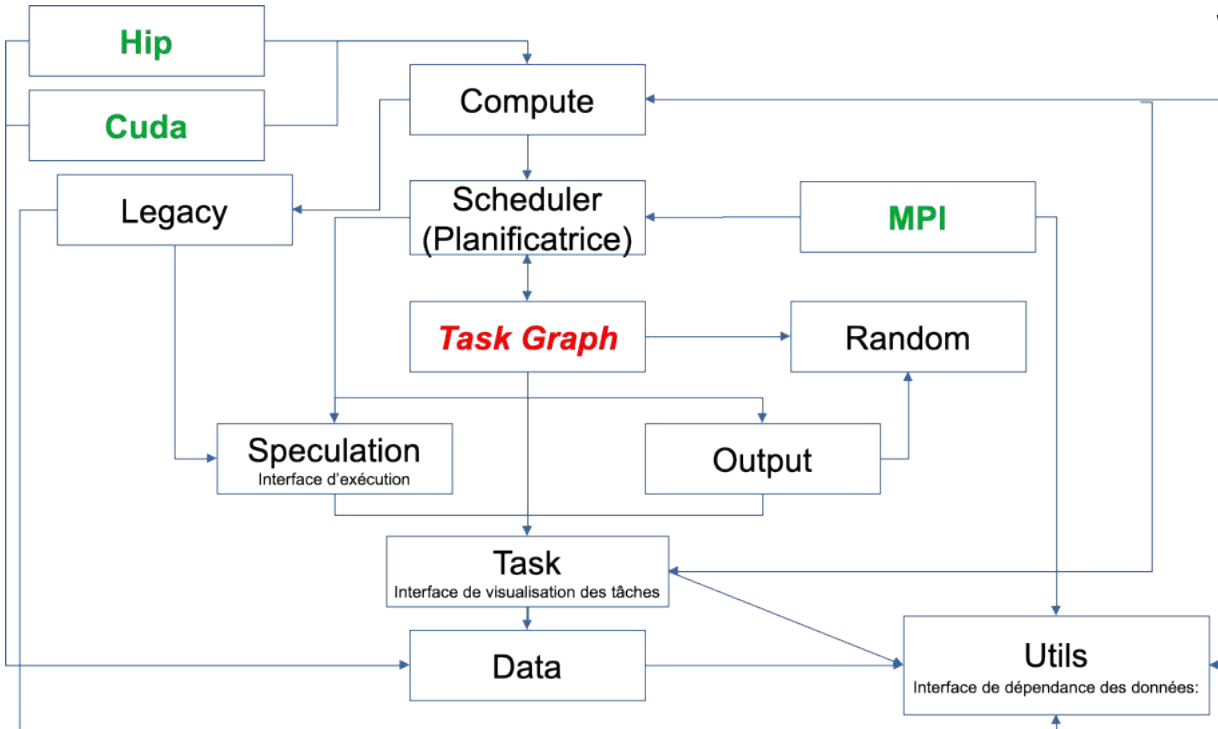 Hip
Compute
Cuda
Legacy
Scheduler
(Planificatrice)
MPI
Task Graph
Random
Speculation
Interface d'exécution
Output
Task
Interface de visualisation des tâches
Data
Utils
Interface de dépendance des données: